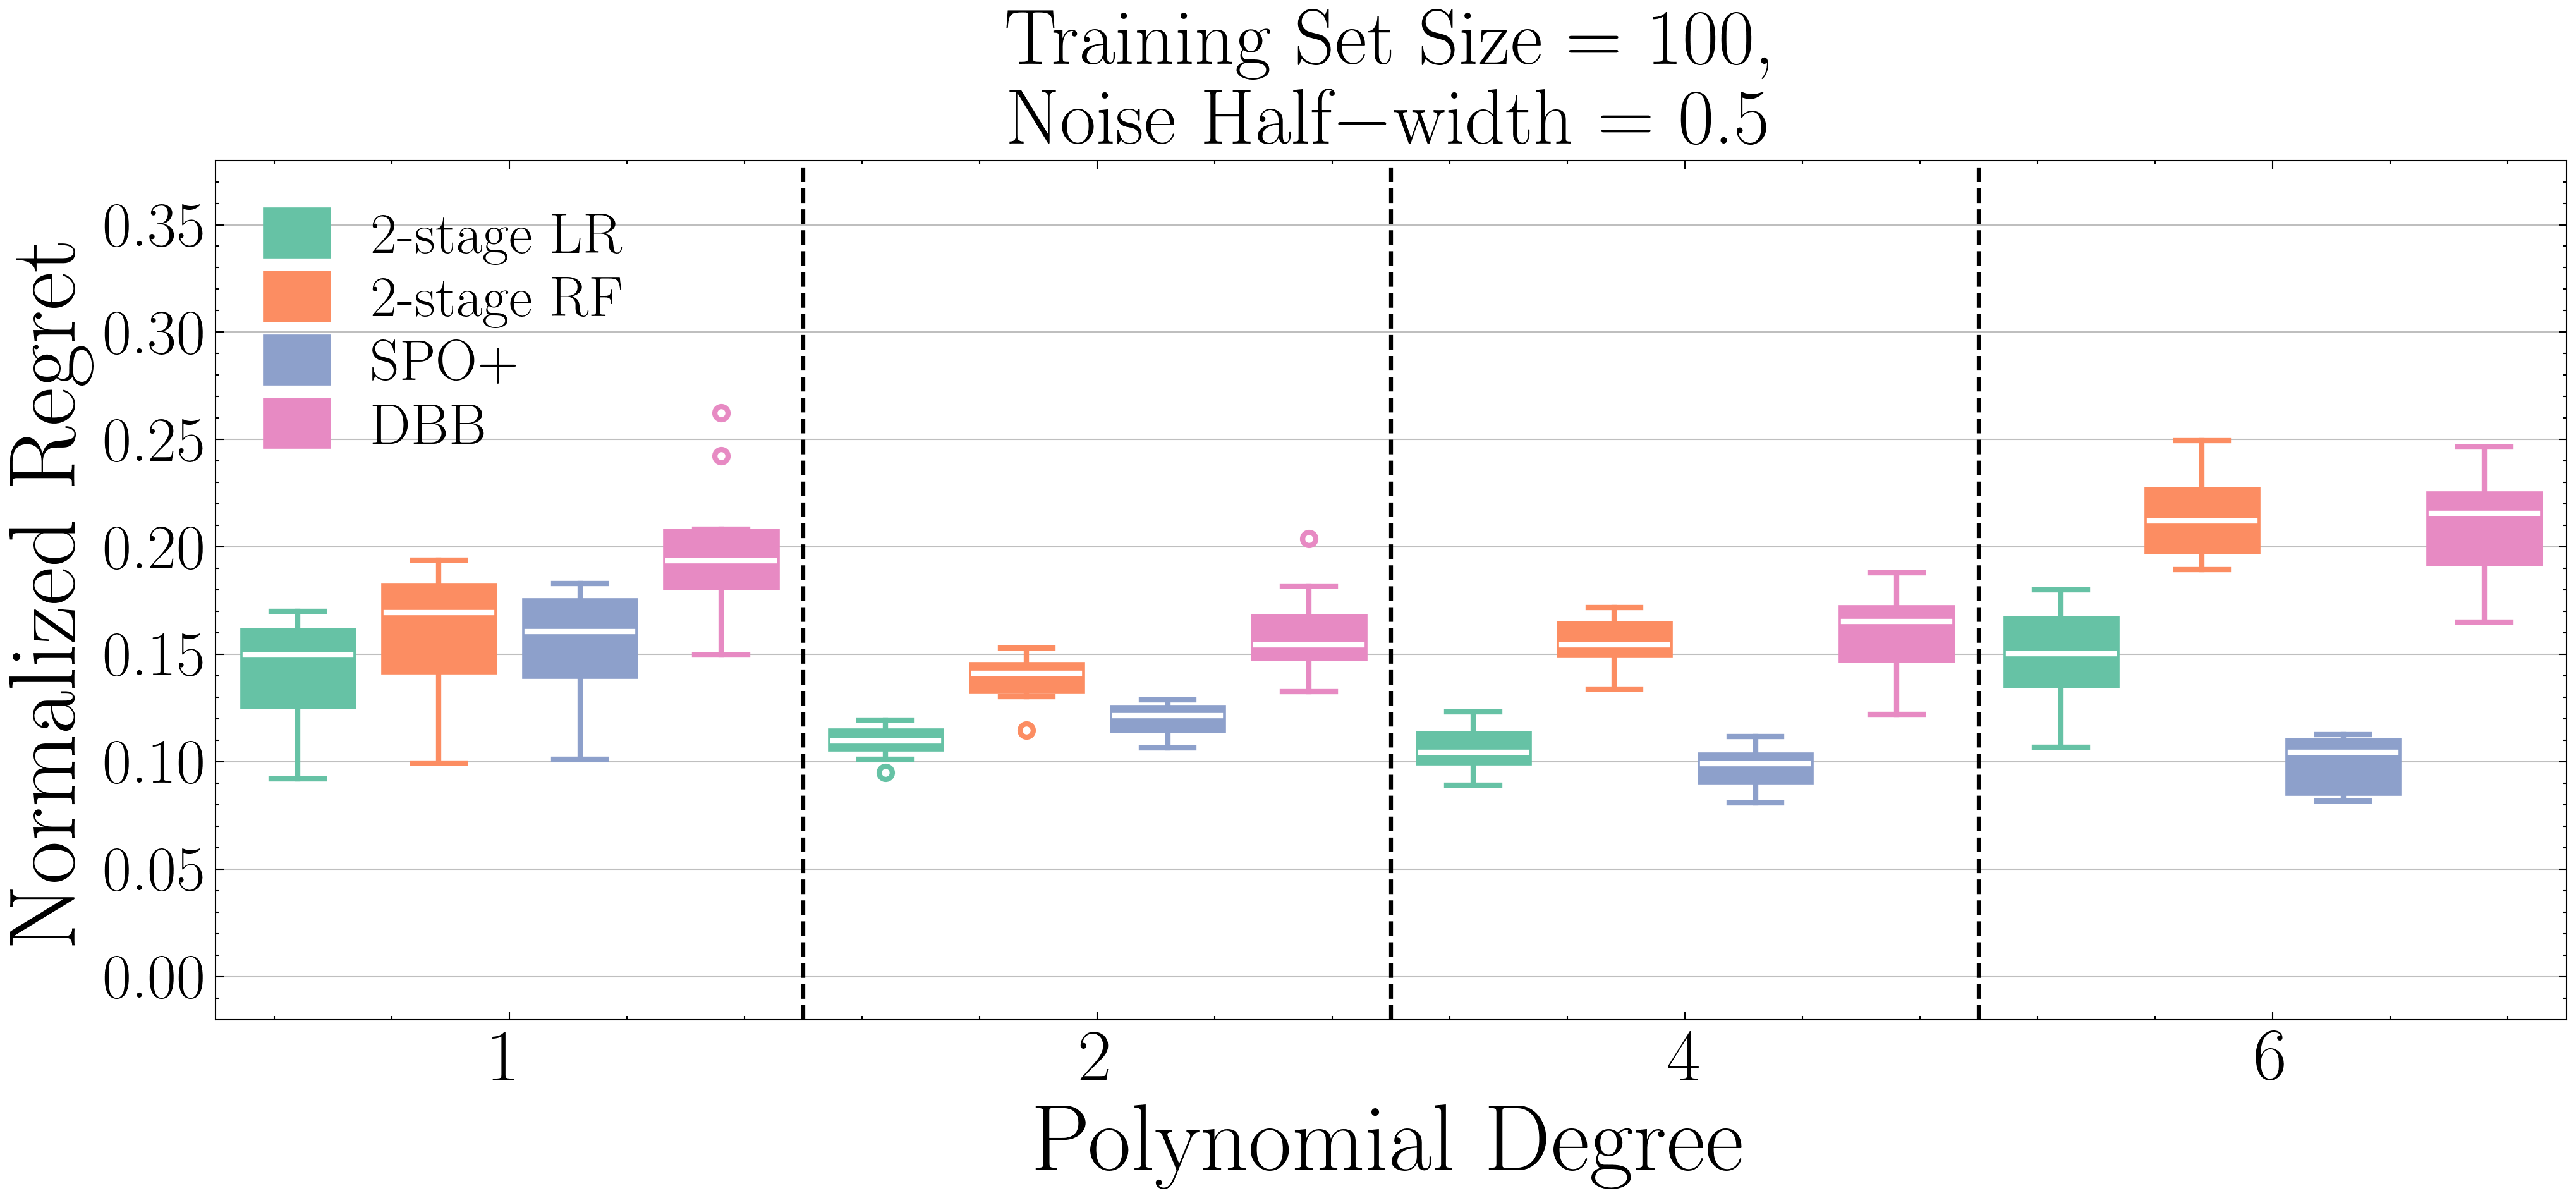 Training Set Size = 100,
Noise Half−width = 0.5
Normalized Regret
0.35
0.30
0.25
0.20
0.15
0.10
0.05
0.00
2-stage LR
2-stage RF
SPO+
DBB
1 2 4 6
Polynomial Degree